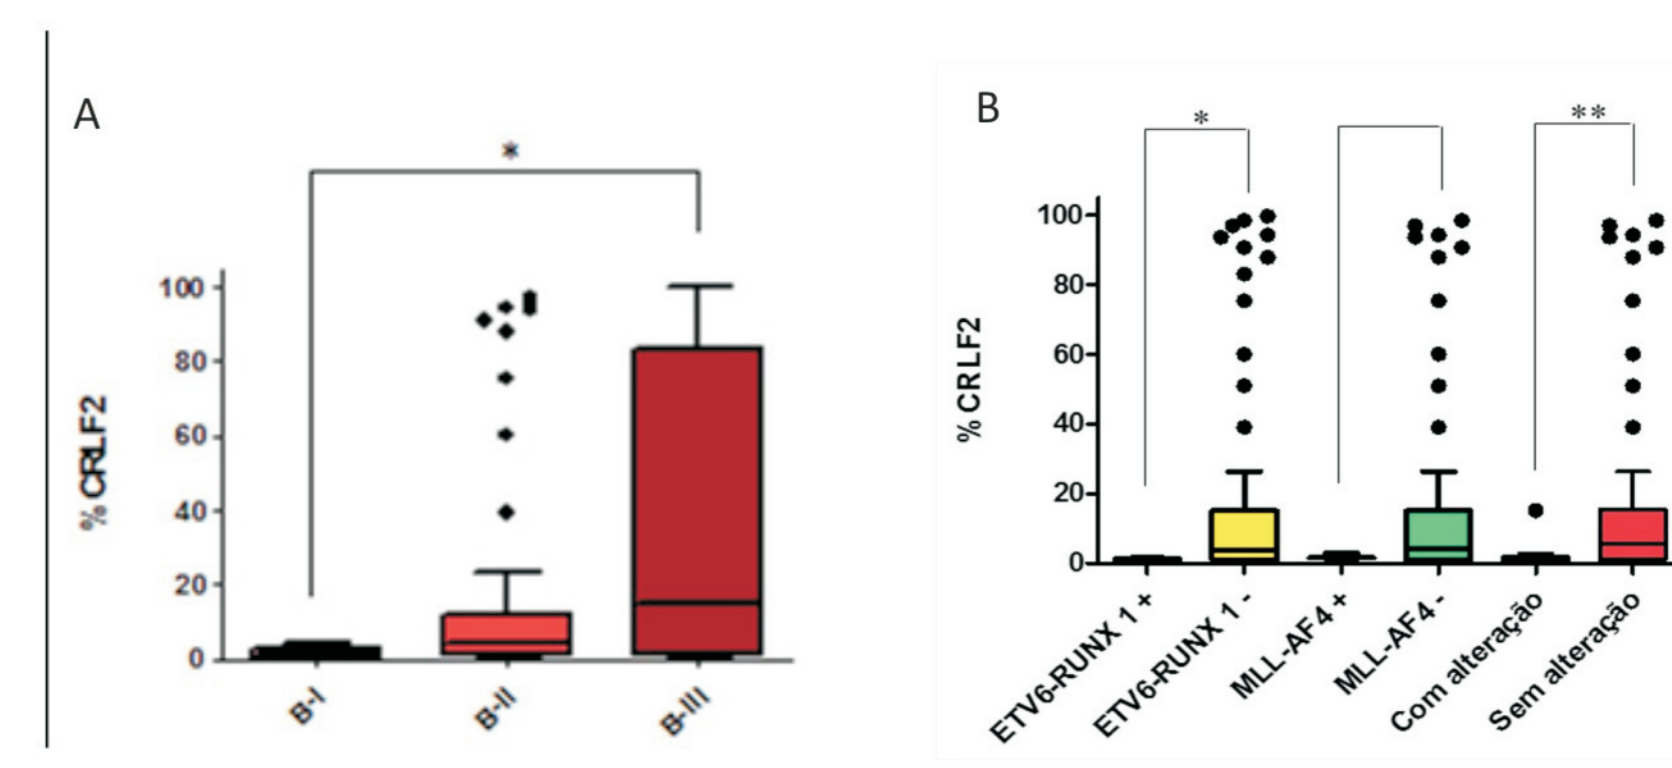 A
*
100
80
60
40
20
0
% CRLF2
B-I
B-II
B-III
B
*
**
100
80
60
40
20
0
% CRLF2
ETV6-RUNX 1 +
ETV6-RUNX 1 -
MLL-AF4 +
MLL-AF4 -
Com alteração
Sem alteração